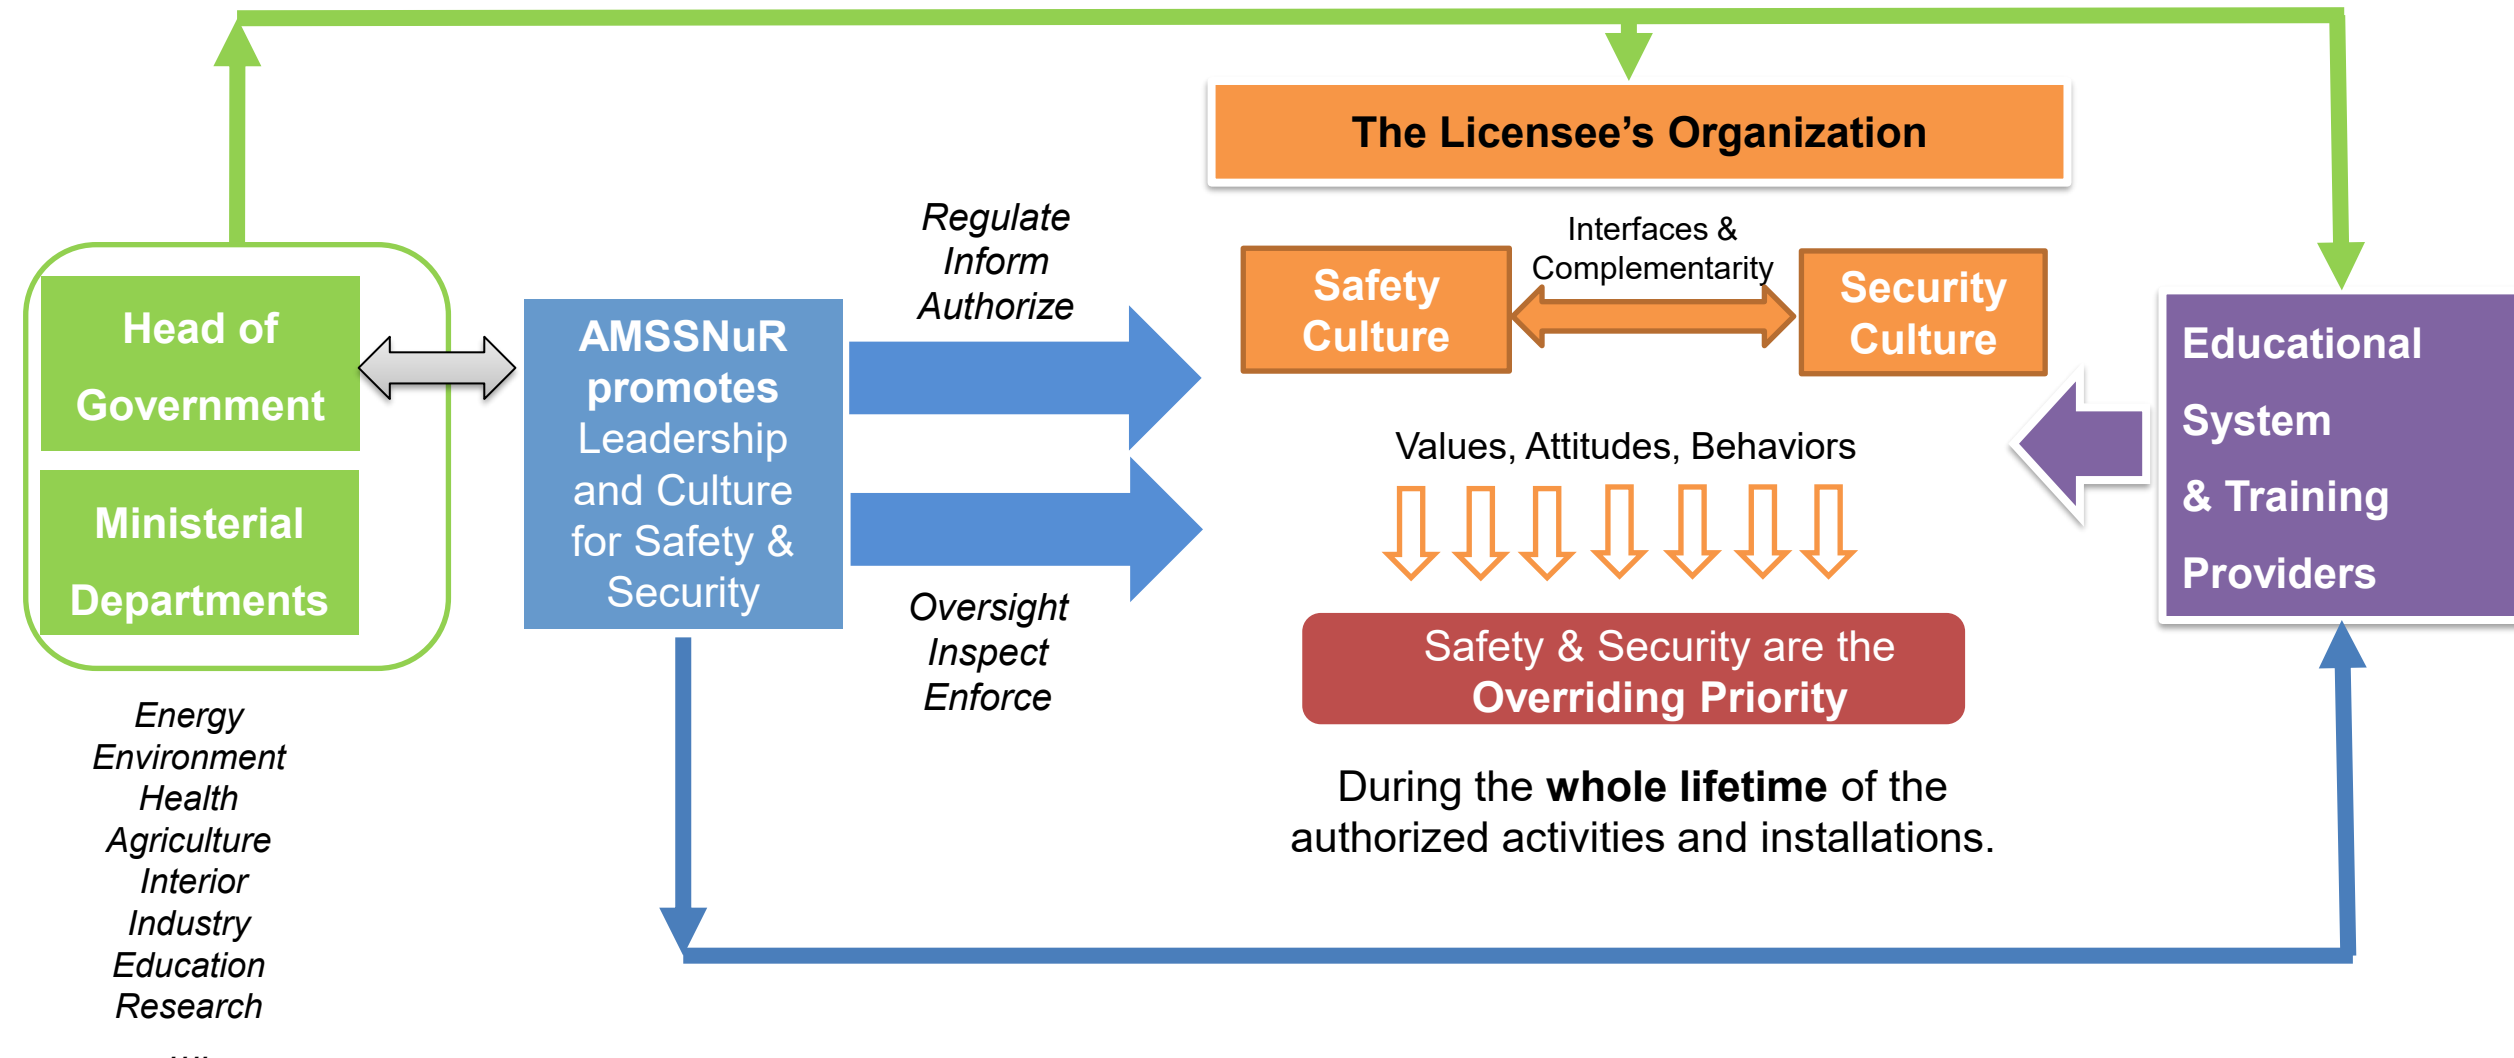 The Licensee’s Organization
Head of
Government
Ministerial
Departments
Energy
Environment
Health
Agriculture
Interior
Industry
Education
Research
...
AMSSNuR
promotes
Leadership
and Culture
for Safety &
Security
Regulate
Inform
Authorize
Oversight
Inspect
Enforce
Safety
Culture
Interfaces &
Complementarity
Security
Culture
Values, Attitudes, Behaviors
Safety & Security are the
Overriding Priority
During the whole lifetime of the
authorized activities and installations.
Educational
System
& Training
Providers